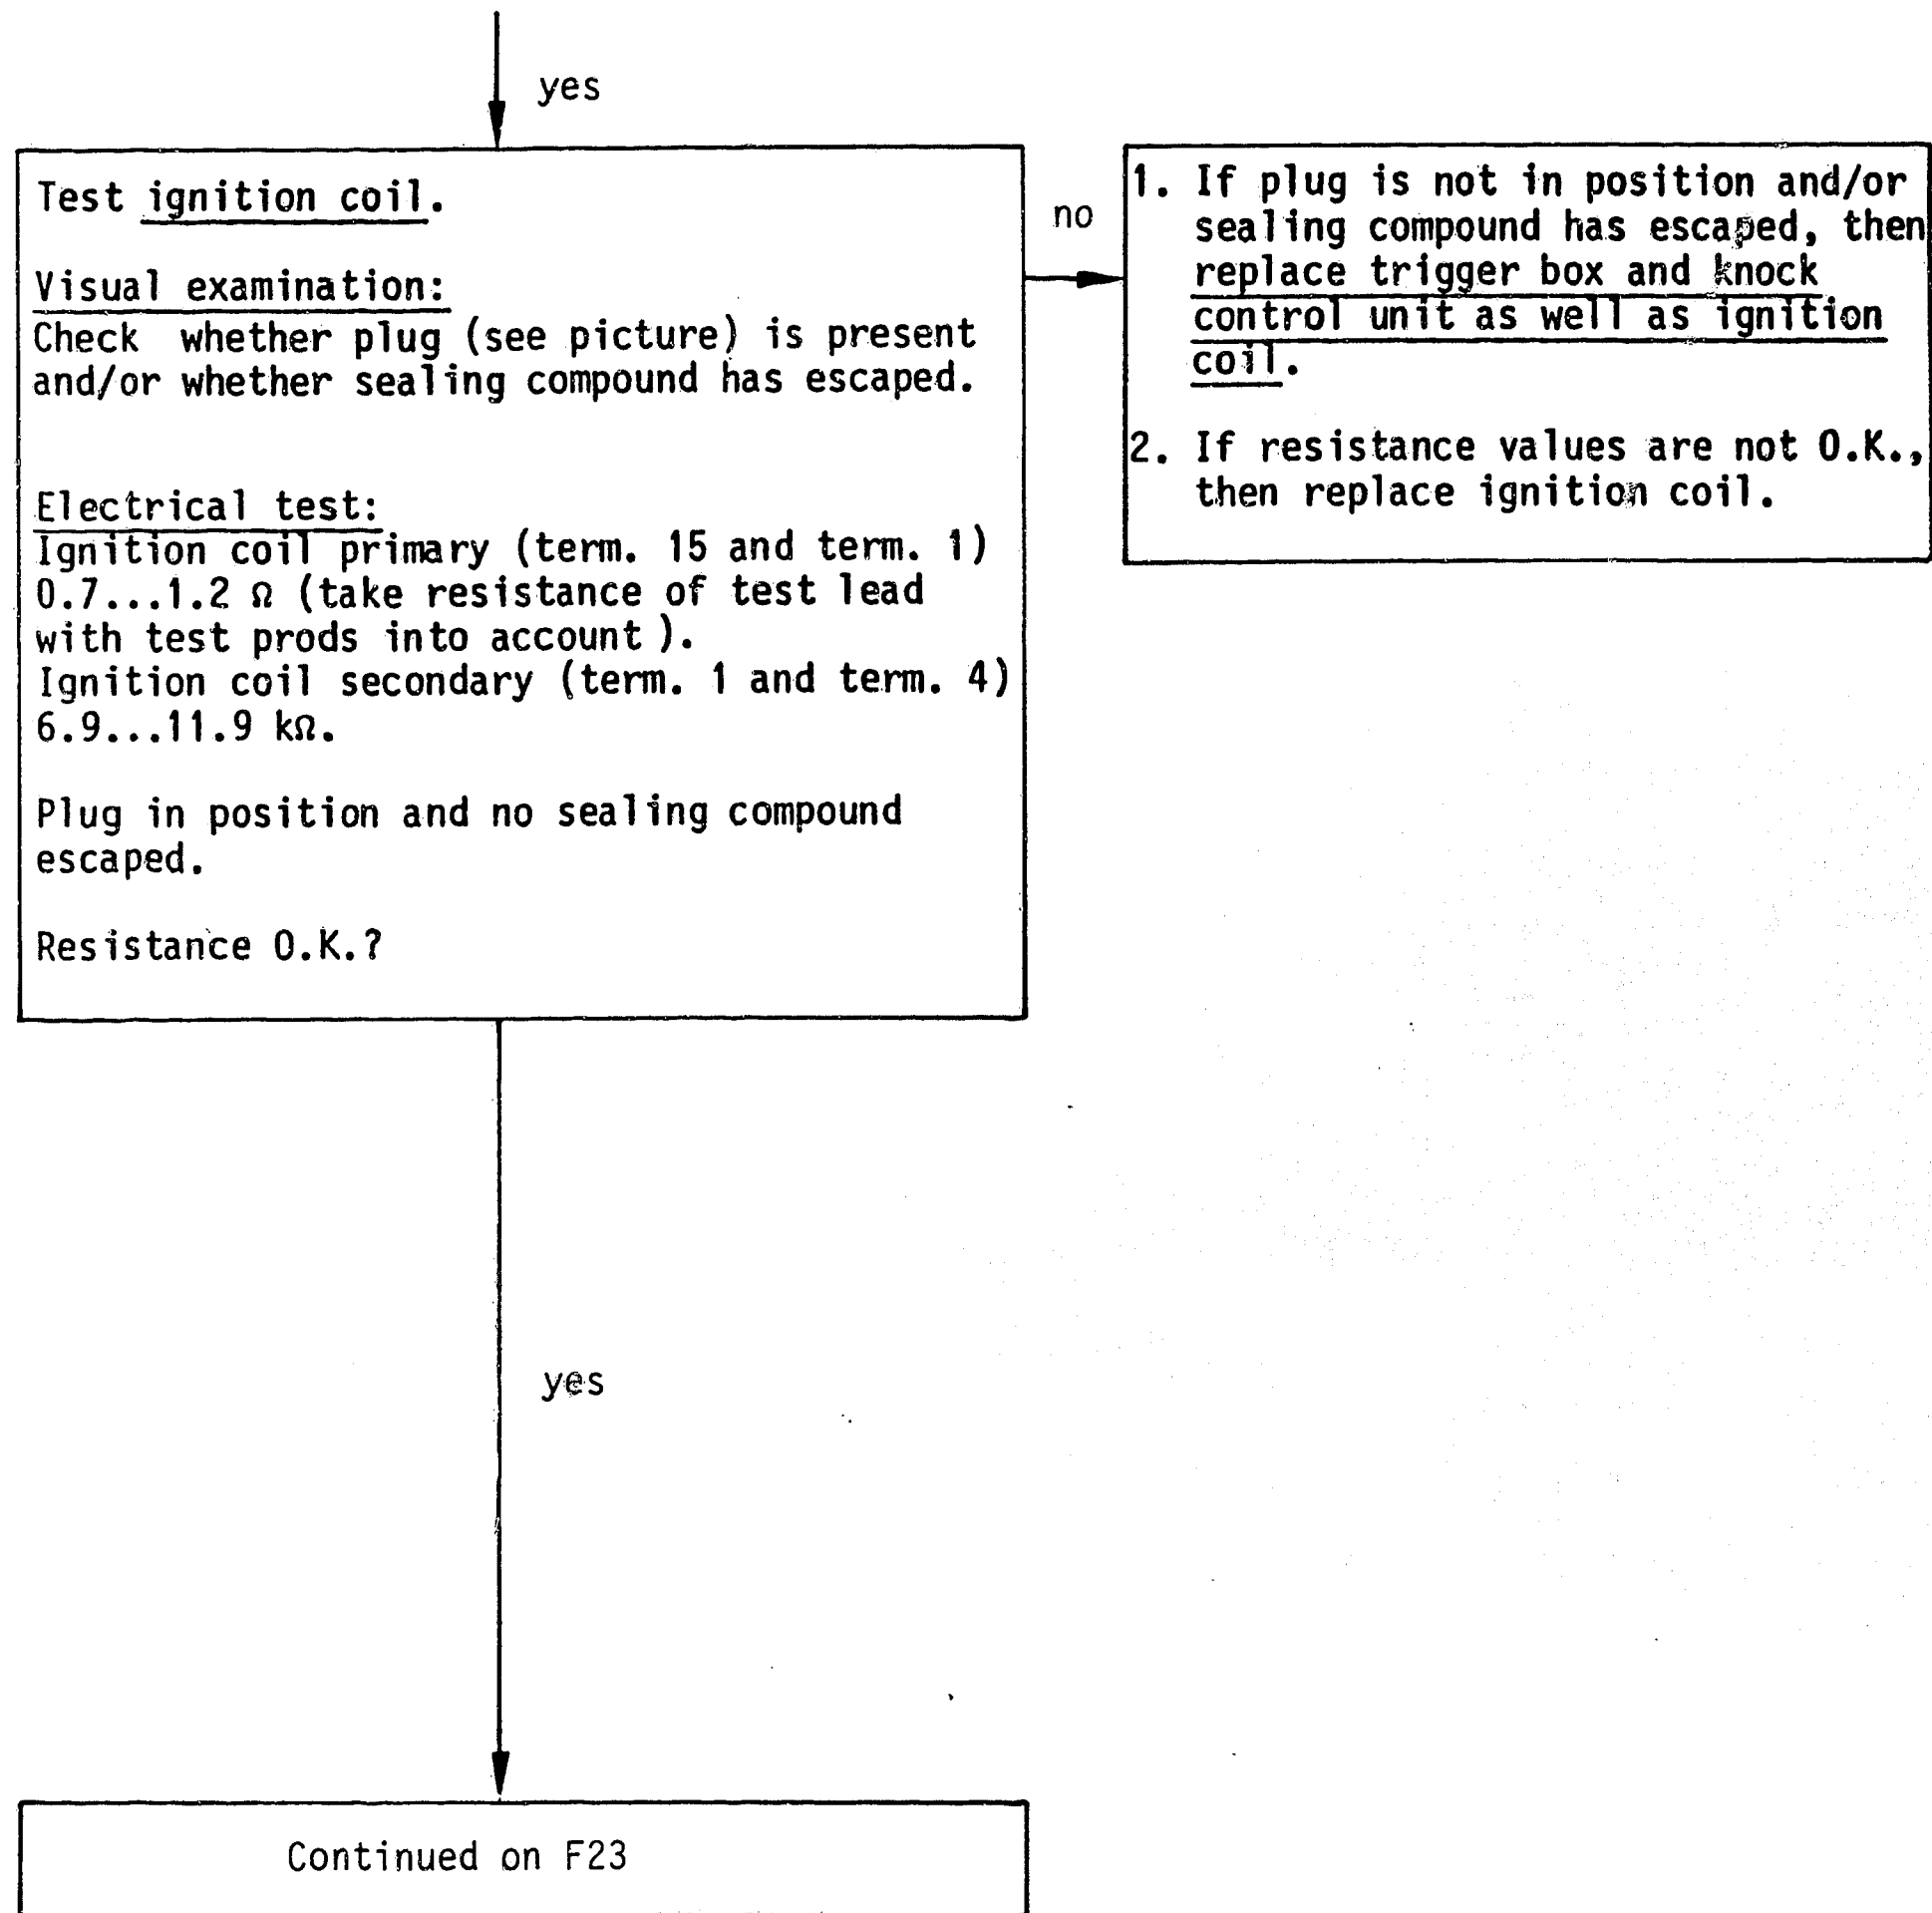 yes
Test ignition coil.
Visual examination:
Check whether plug (see picture) is present
and/or whether sealing compound has escaped.
Electrical test:
Ignition coil primary (term. 15 and term. 1)
0.7...1.2 Ω (take resistance of test lead
with test prods into account ).
Ignition coil secondary (term. 1 and term. 4)
6.9...11.9 kΩ.
Plug in position and no sealing compound
escaped.
Resistance O.K.?
no
1. If plug is not in position and/or
sealing compound has escaped, then
replace trigger box and knock
control unit as well as ignition
coil.
2. If resistance values are not O.K.,
then replace ignition coil.
yes
Continued on F23